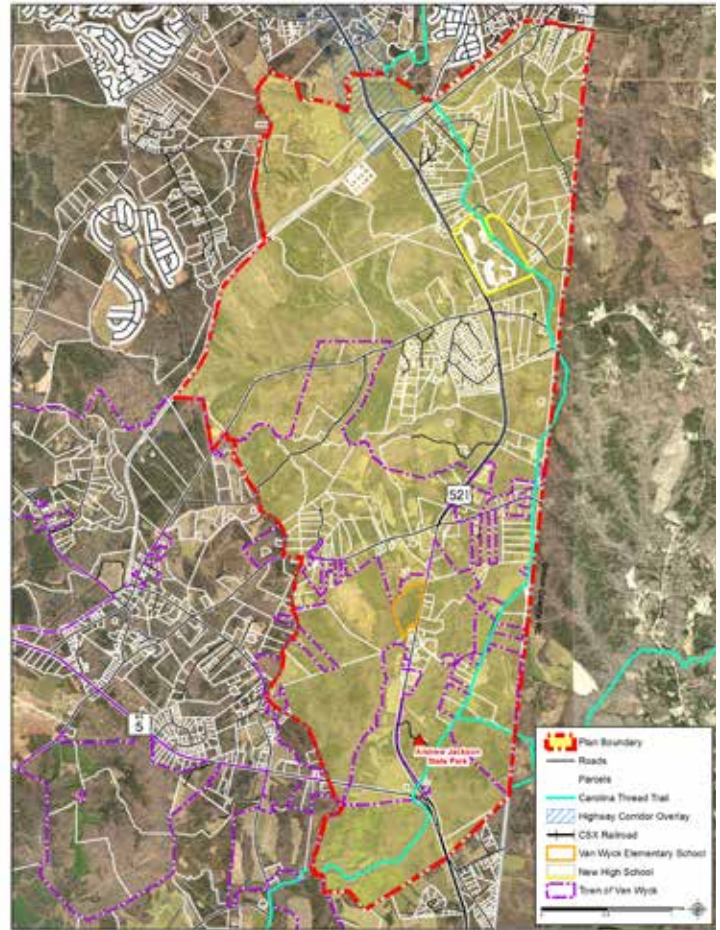 521
5
Andrew Jackson
State Park
Plan Boundary
Roads
Parcels
Carolina Thread Trail
Highway Corridor Overlay
CSX Railroad
Van Wyck Elementary School
New High School
Town of Van Wyck